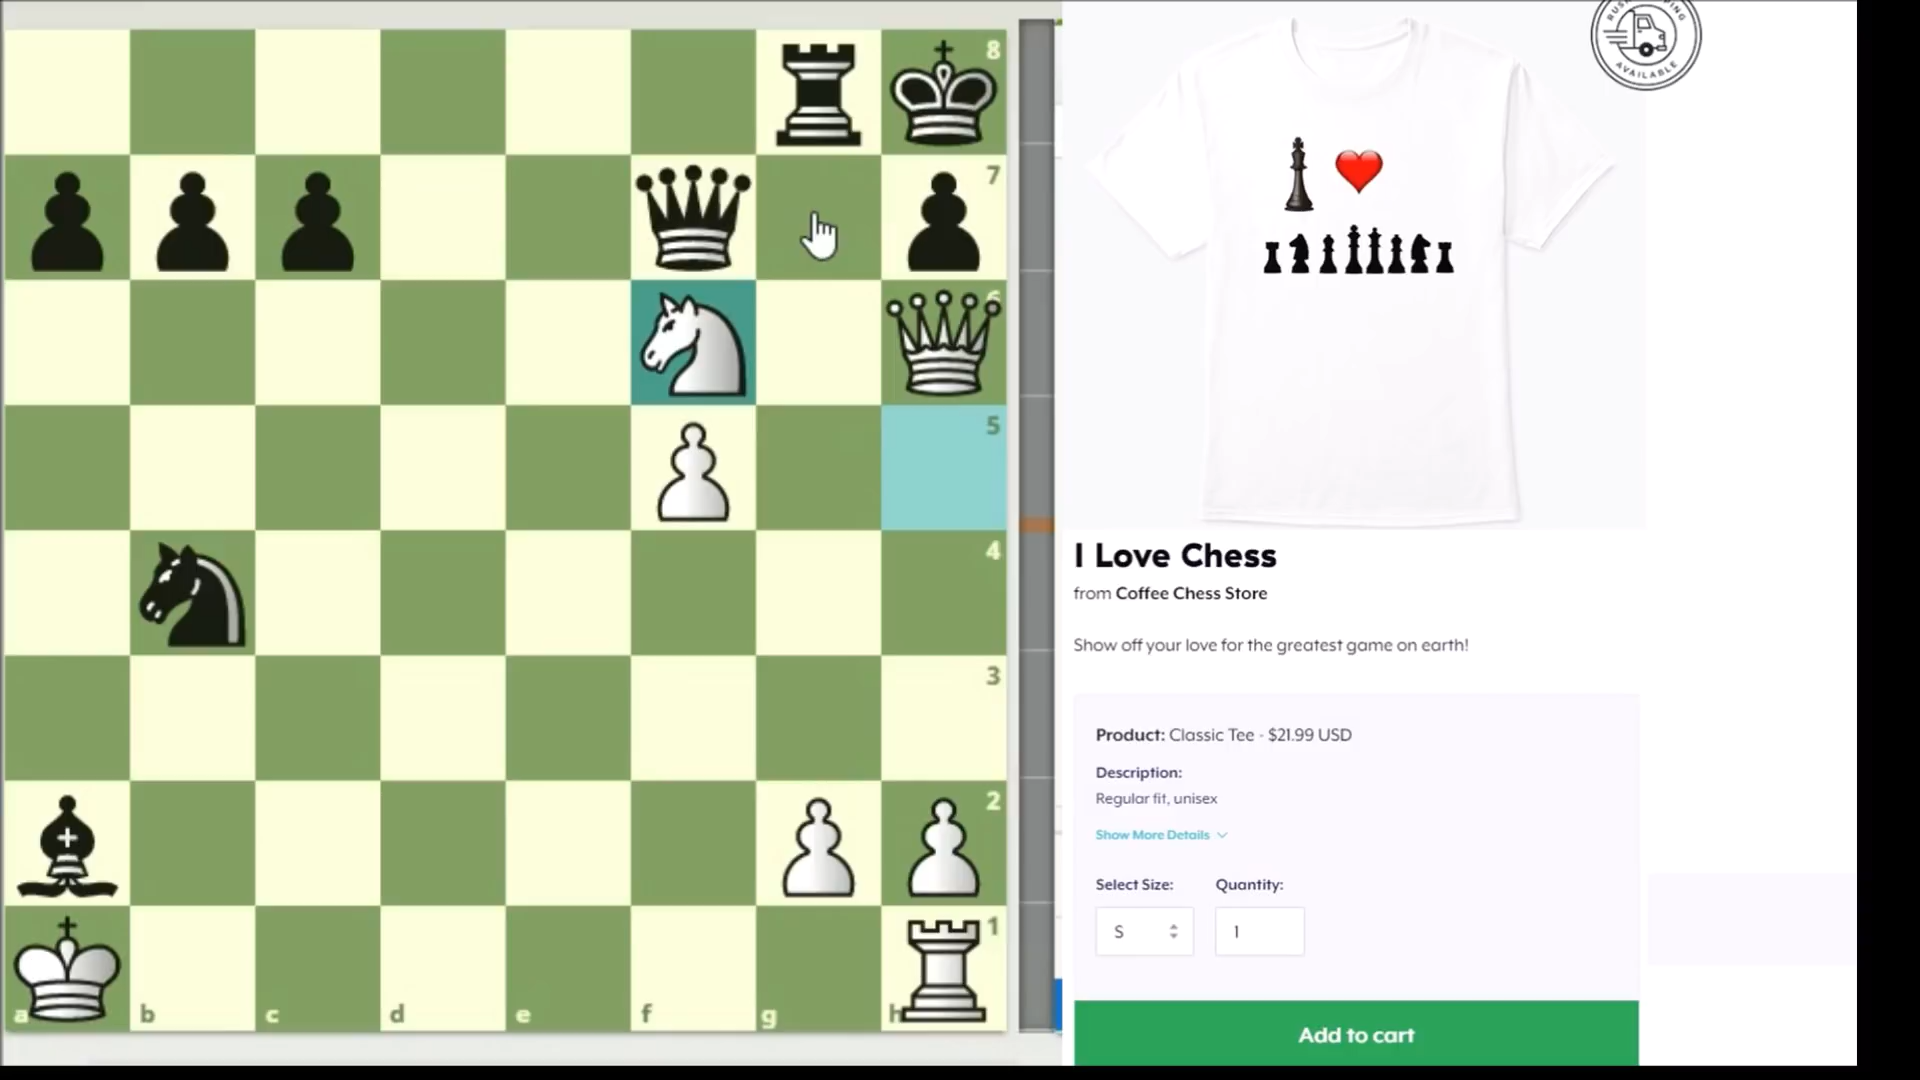 8
7
6
5
4
3
2
1
a
b
c
d
e
f
g
h
AVAILABLE
I Love Chess
from Coffee Chess Store
Show off your love for the greatest game on earth!
Product: Classic Tee - $21.99 USD
Description:
Regular fit, unisex
Show More Details
Select Size: Quantity:
S 1
Add to cart